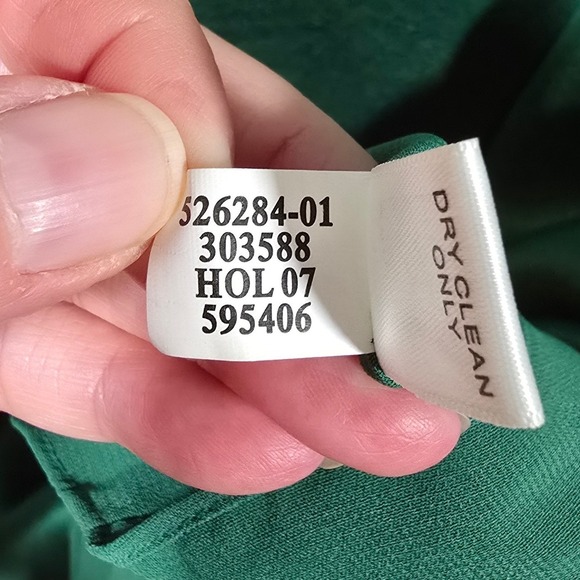 526284-01
303588
HOL 07
595406
DRY CLEAN
ONLY